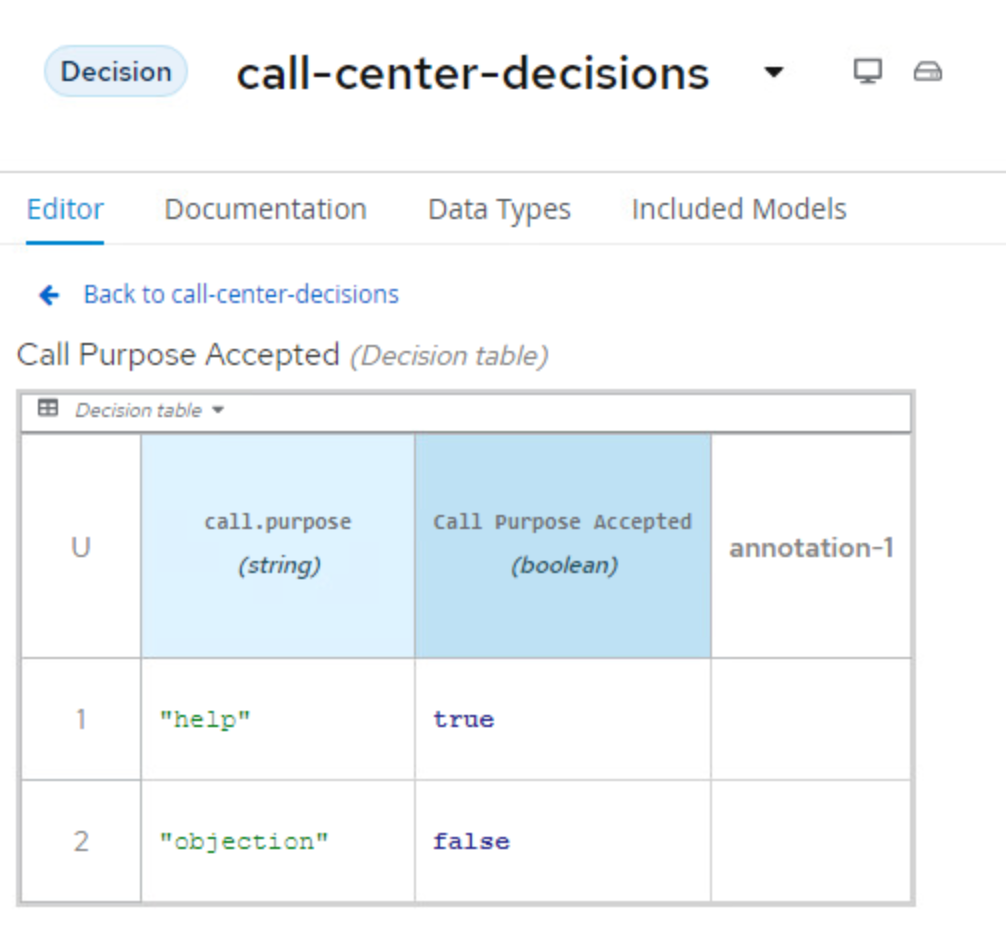 Decision call-center-decisions
Editor Documentation Data Types Included Models
Back to call-center-decisions
Call Purpose Accepted (Decision table)
Decision table
U call.purpose (string) Call Purpose Accepted (boolean) annotation-1
1 "help" true
2 "objection" false